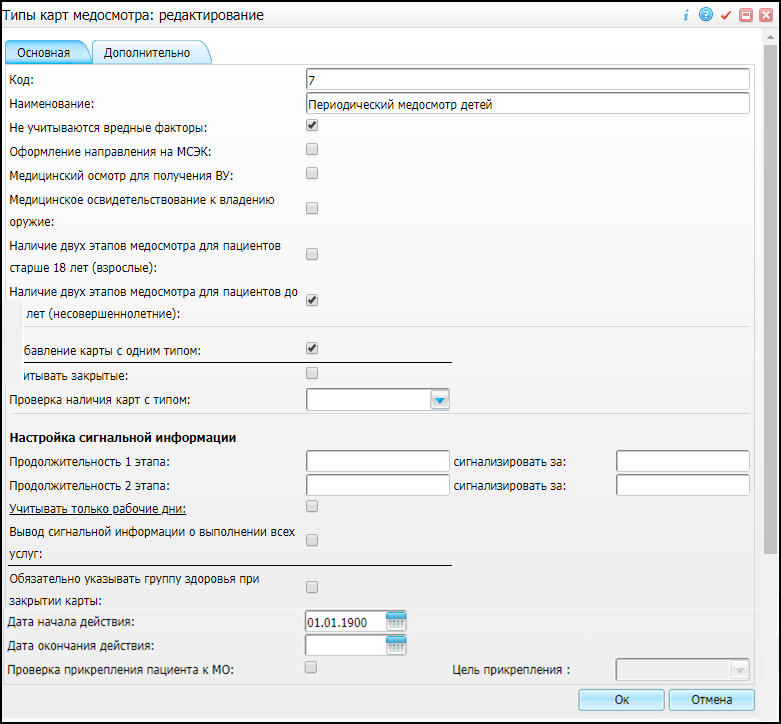 Типы карт медосмотра: редактирование
Основная
Дополнительно
Код:
7
Наименование:
Периодический медосмотр детей
Не учитываются вредные факторы:
Оформление направления на МСЭК:
Медицинский осмотр для получения ВУ:
Медицинское освидетельствование к владению
оружие:
Наличие двух этапов медосмотра для пациентов
старше 18 лет (взрослые):
Наличие двух этапов медосмотра для пациентов до
лет (несовершеннолетние):
бавление карты с одним типом:
итывать закрытые:
Проверка наличия карт с типом:
Настройка сигнальной информации
Продолжительность 1 этапа:
сигнализировать за:
Продолжительность 2 этапа:
сигнализировать за:
Учитывать только рабочие дни:
Вывод сигнальной информации о выполнении всех
услуг:
Обязательно указывать группу здоровья при
закрытии карты:
Дата начала действия:
01.01.1900
Дата окончания действия:
Проверка прикрепления пациента к МО:
Цель прикрепления :
Ок
Отмена